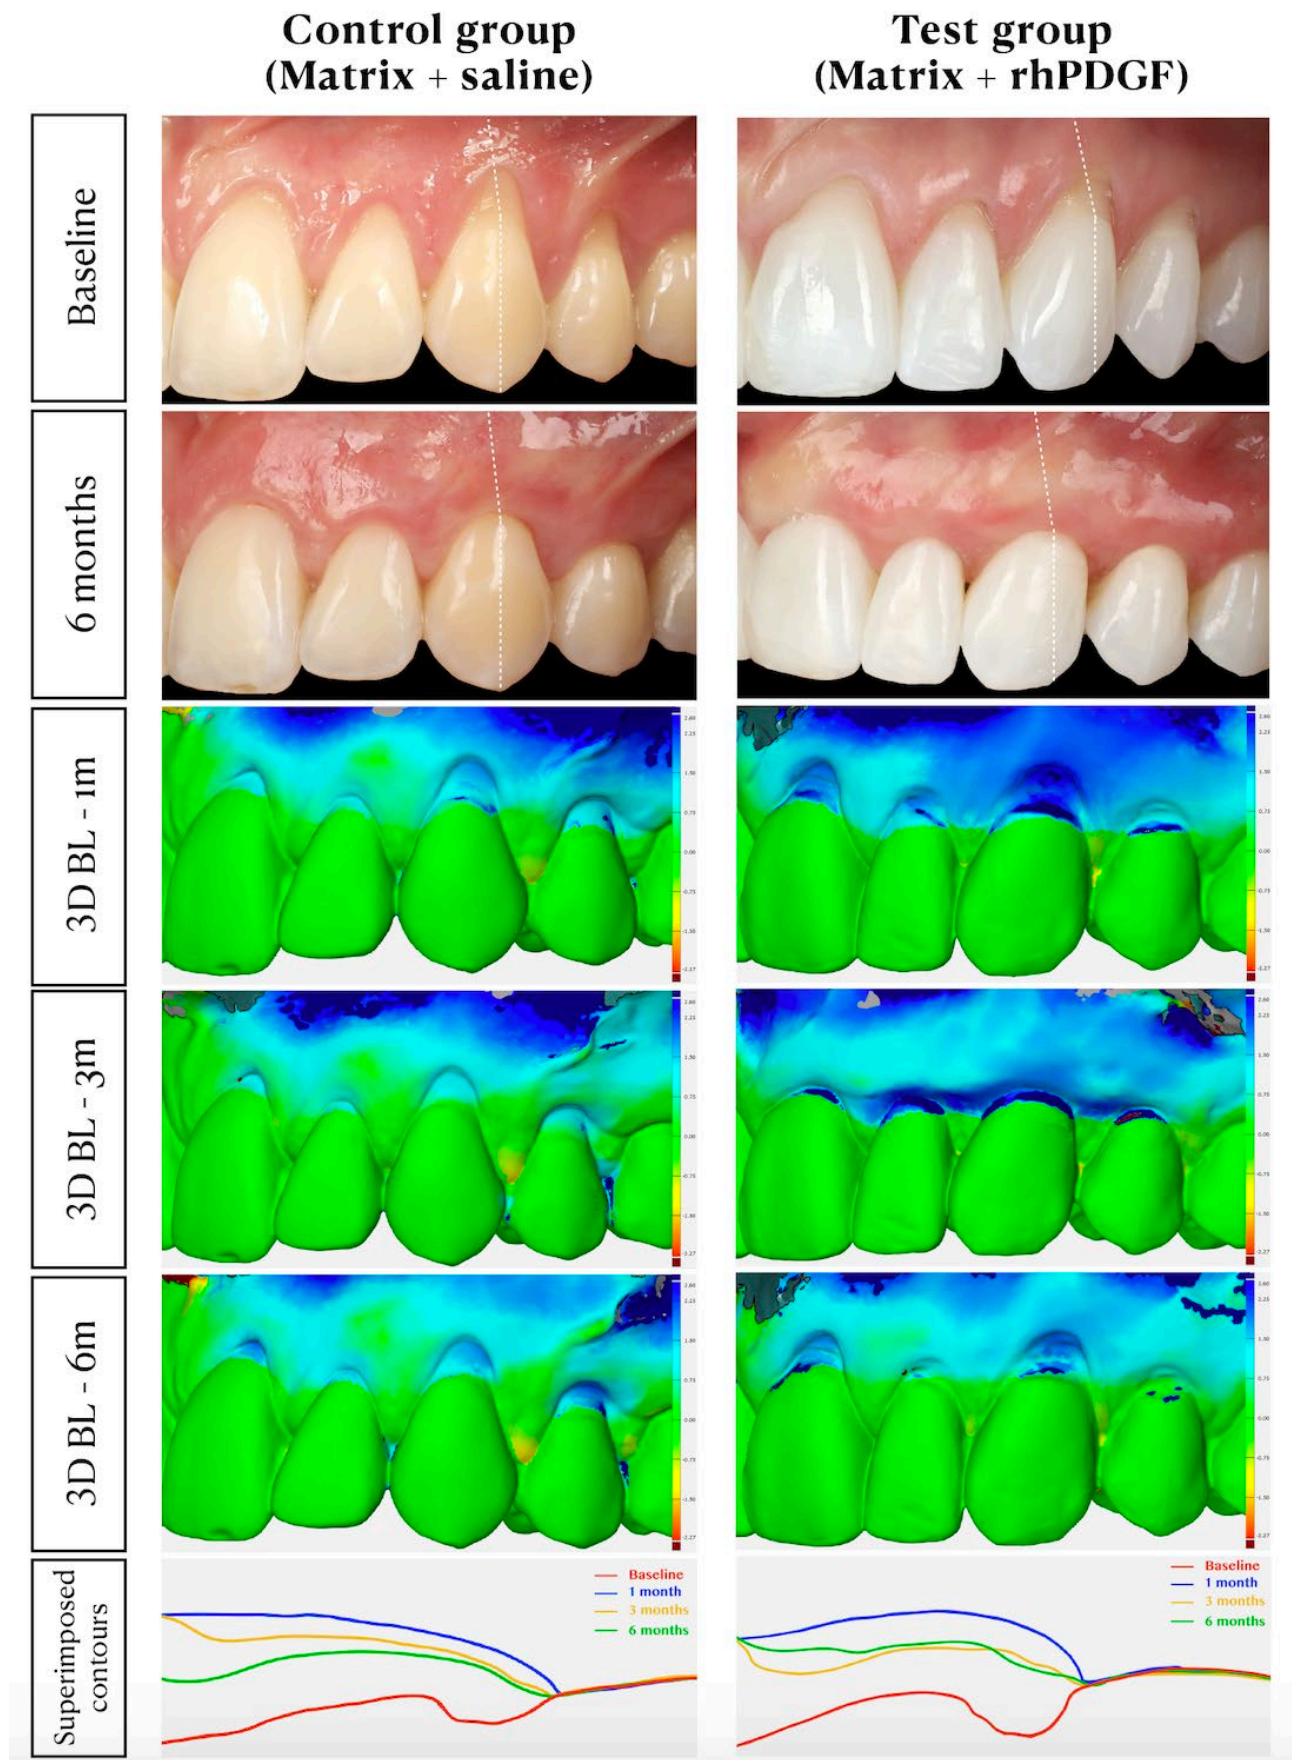 Control group
(Matrix + saline)
Test group
(Matrix + rhPDGF)
Baseline
6 months
3D BL - 1m
3D BL - 3m
3D BL - 6m
Superimposed
contours
Baseline
1 month
3 months
6 months
Baseline
1 month
3 months
6 months